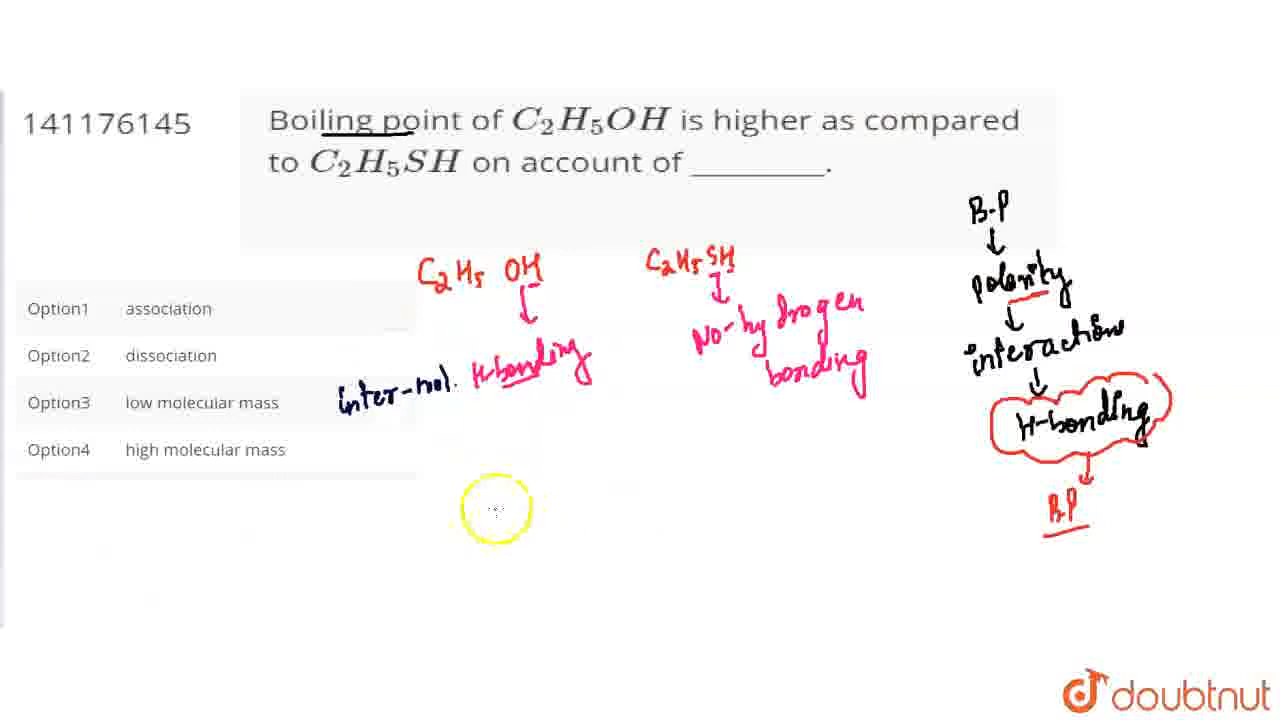 141176145
Boiling point of C₂H₅OH is higher as compared
to C₂H₅SH on account of ________.
B.P
C₂H₅ OH
C₂H₅ SH
polarity
Option1 association
No-hydrogen
bonding
interaction
Option2 dissociation
inter-mol. H-bonding
Option3 low molecular mass
H-bonding
Option4 high molecular mass
B.P
doubtnut